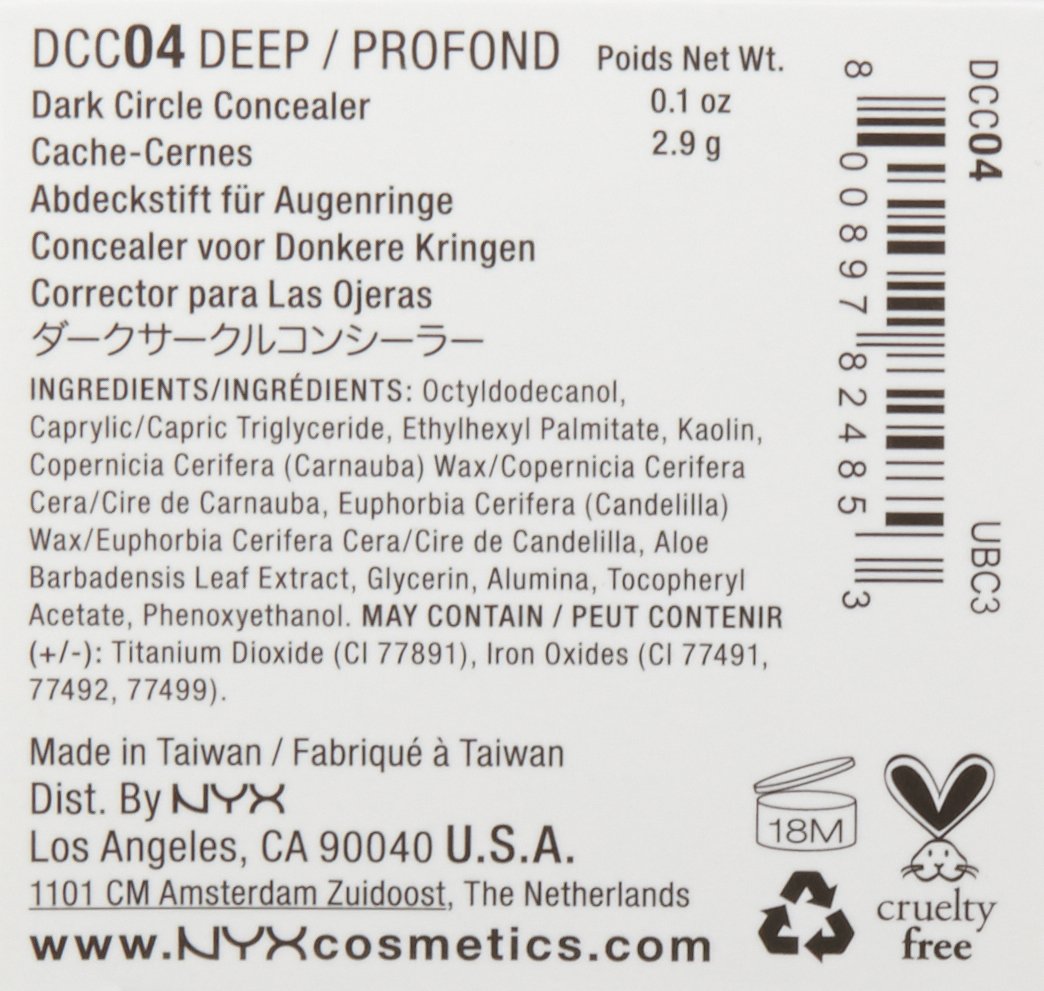 DCC04 DEEP / PROFOND
Poids Net Wt.
0.1 oz
2.9 g
Dark Circle Concealer
Cache-Cernes
Abdeckstift für Augenringe
Concealer voor Donkere Kringen
Corrector para Las Ojeras
ダークサークルコンシーラー
INGREDIENTS/INGRÉDIENTS: Octyldodecanol,
Caprylic/Capric Triglyceride, Ethylhexyl Palmitate, Kaolin,
Copernicia Cerifera (Carnauba) Wax/Copernicia Cerifera
Cera/Cire de Carnauba, Euphorbia Cerifera (Candelilla)
Wax/Euphorbia Cerifera Cera/Cire de Candelilla, Aloe
Barbadensis Leaf Extract, Glycerin, Alumina, Tocopheryl
Acetate, Phenoxyethanol. MAY CONTAIN / PEUT CONTENIR
(+/-): Titanium Dioxide (CI 77891), Iron Oxides (CI 77491,
77492, 77499).
Made in Taiwan / Fabriqué à Taiwan
Dist. By NYX
Los Angeles, CA 90040 U.S.A.
1101 CM Amsterdam Zuidoost, The Netherlands
www.NYXcosmetics.com
8 00897 82485 3
DCC04
UBC3
18M
cruelty
free